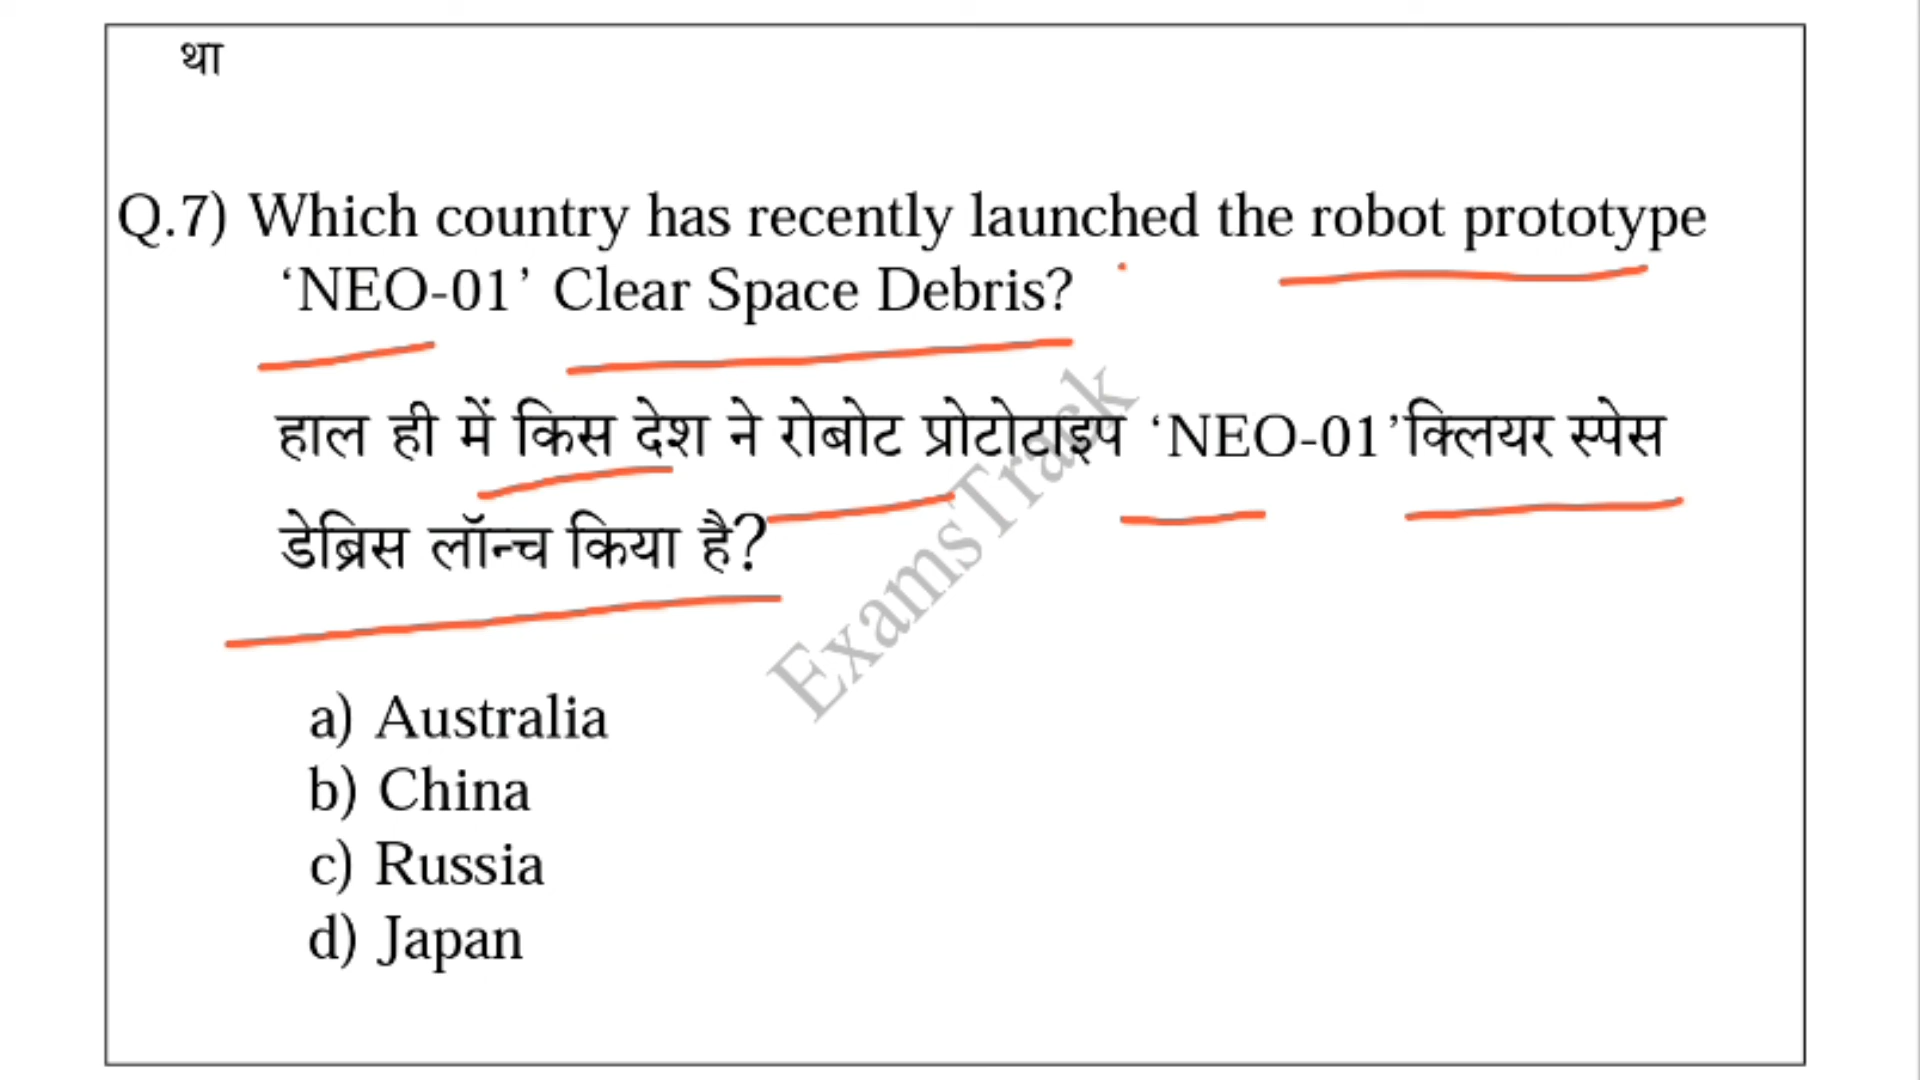 था
Q.7) Which country has recently launched the robot prototype
‘NEO-01’ Clear Space Debris?
हाल ही में किस देश ने रोबोट प्रोटोटाइप ‘NEO-01’क्लियर स्पेस
डेब्रिस लॉन्च किया है?
ExamsTrack
a) Australia
b) China
c) Russia
d) Japan